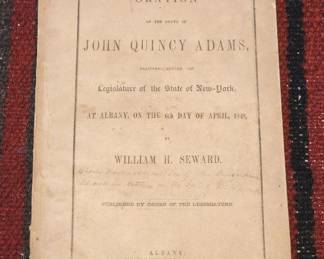 ORATION
ON THE DEATH OF
JOHN QUINCY ADAMS,
DELIVERED BEFORE THE
Legislature of the State of New-York,
AT ALBANY, ON THE 6th DAY OF APRIL, 1848,
BY
WILLIAM H. SEWARD.
PUBLISHED BY ORDER OF THE LEGISLATURE
ALBANY: